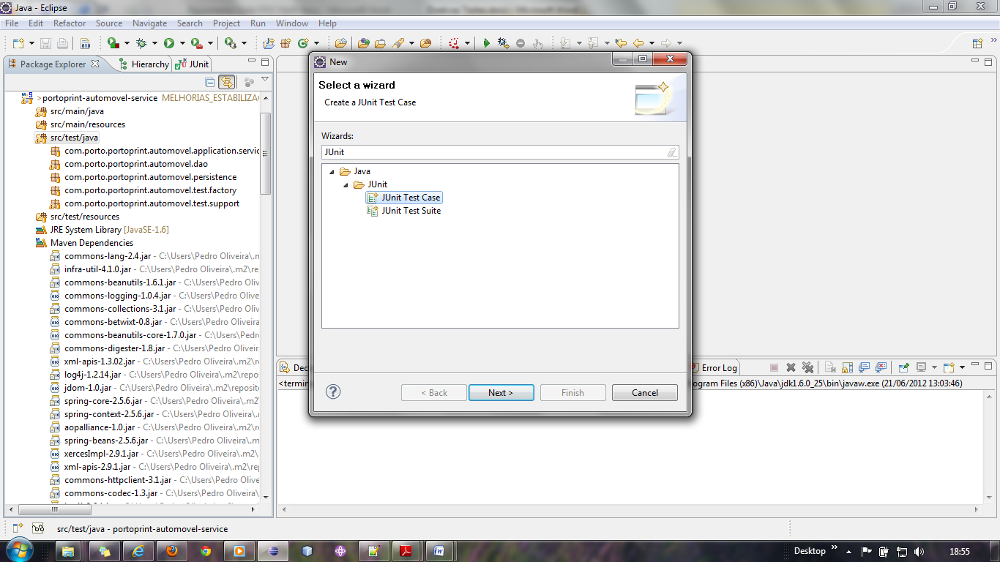 Java - Eclipse
File Edit Refactor Source Navigate Search Project Run Window Help
Package Explorer Hierarchy JUnit
> portoprint-automovel-service MELHORIAS_ESTABILIZA
src/main/java
src/main/resources
src/test/java
com.porto.portoprint.automovel.application.servic
com.porto.portoprint.automovel.dao
com.porto.portoprint.automovel.persistence
com.porto.portoprint.automovel.test.factory
com.porto.portoprint.automovel.test.support
src/test/resources
JRE System Library [JavaSE-1.6]
Maven Dependencies
commons-lang-2.4.jar - C:\Users\Pedro Oliveira\.m
infra-util-4.1.0.jar - C:\Users\Pedro Oliveira\.m2\re
commons-beanutils-1.6.1.jar - C:\Users\Pedro Olive
commons-logging-1.0.4.jar - C:\Users\Pedro Olive
commons-collections-3.1.jar - C:\Users\Pedro Olive
commons-betwixt-0.8.jar - C:\Users\Pedro Oliveira
commons-beanutils-core-1.7.0.jar - C:\Users\Pedro
commons-digester-1.8.jar - C:\Users\Pedro Oliveira
xml-apis-1.3.02.jar - C:\Users\Pedro Oliveira\.m2\re
log4j-1.2.14.jar - C:\Users\Pedro Oliveira\.m2\repo
jdom-1.0.jar - C:\Users\Pedro Oliveira\.m2\reposit
spring-core-2.5.6.jar - C:\Users\Pedro Oliveira\.m2
spring-context-2.5.6.jar - C:\Users\Pedro Oliveira\
aopalliance-1.0.jar - C:\Users\Pedro Oliveira\.m2\r
spring-beans-2.5.6.jar - C:\Users\Pedro Oliveira\.m
xercesImpl-2.9.1.jar - C:\Users\Pedro Oliveira\.m2\
xml-apis-2.9.1.jar - C:\Users\Pedro Oliveira\.m2\rep
commons-httpclient-3.1.jar - C:\Users\Pedro Olivei
commons-codec-1.3.jar - C:\Users\Pedro Oliveira\
New
Select a wizard
Create a JUnit Test Case
Wizards:
JUnit
Java
JUnit
JUnit Test Case
JUnit Test Suite
< Back Next > Finish Cancel
Dec Error Log
<termin ogram Files (x86)\Java\jdk1.6.0_25\bin\javaw.exe (21/06/2012 13:03:46)
src/test/java - portoprint-automovel-service
Desktop 18:55